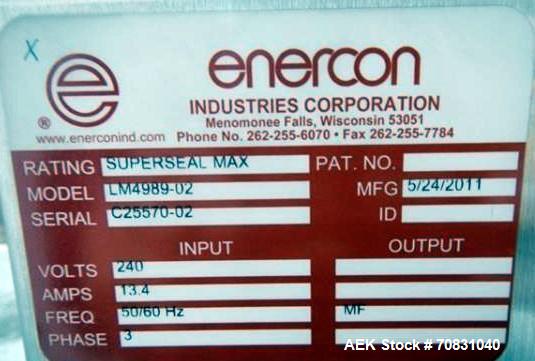 X
e
enercon
®
INDUSTRIES CORPORATION
Menomonee Falls, Wisconsin 53051
www.enerconind.com Phone No. 262-255-6070 • Fax 262-255-7784
RATING SUPERSEAL MAX PAT. NO.
MODEL LM4989-02 MFG 5/24/2011
SERIAL C25570-02 ID
INPUT OUTPUT
VOLTS 240
AMPS 13.4
FREQ 50/60 Hz MF
PHASE 3
AEK Stock # 70831040